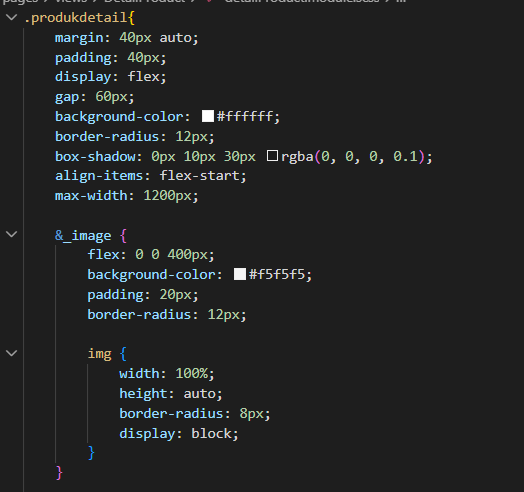 pages > views > DetailProduct >
.produkdetail{
margin: 40px auto;
padding: 40px;
display: flex;
gap: 60px;
background-color: #ffffff;
border-radius: 12px;
box-shadow: 0px 10px 30px rgba(0, 0, 0, 0.1);
align-items: flex-start;
max-width: 1200px;
&_image {
flex: 0 0 400px;
background-color: #f5f5f5;
padding: 20px;
border-radius: 12px;
img {
width: 100%;
height: auto;
border-radius: 8px;
display: block;
}
}